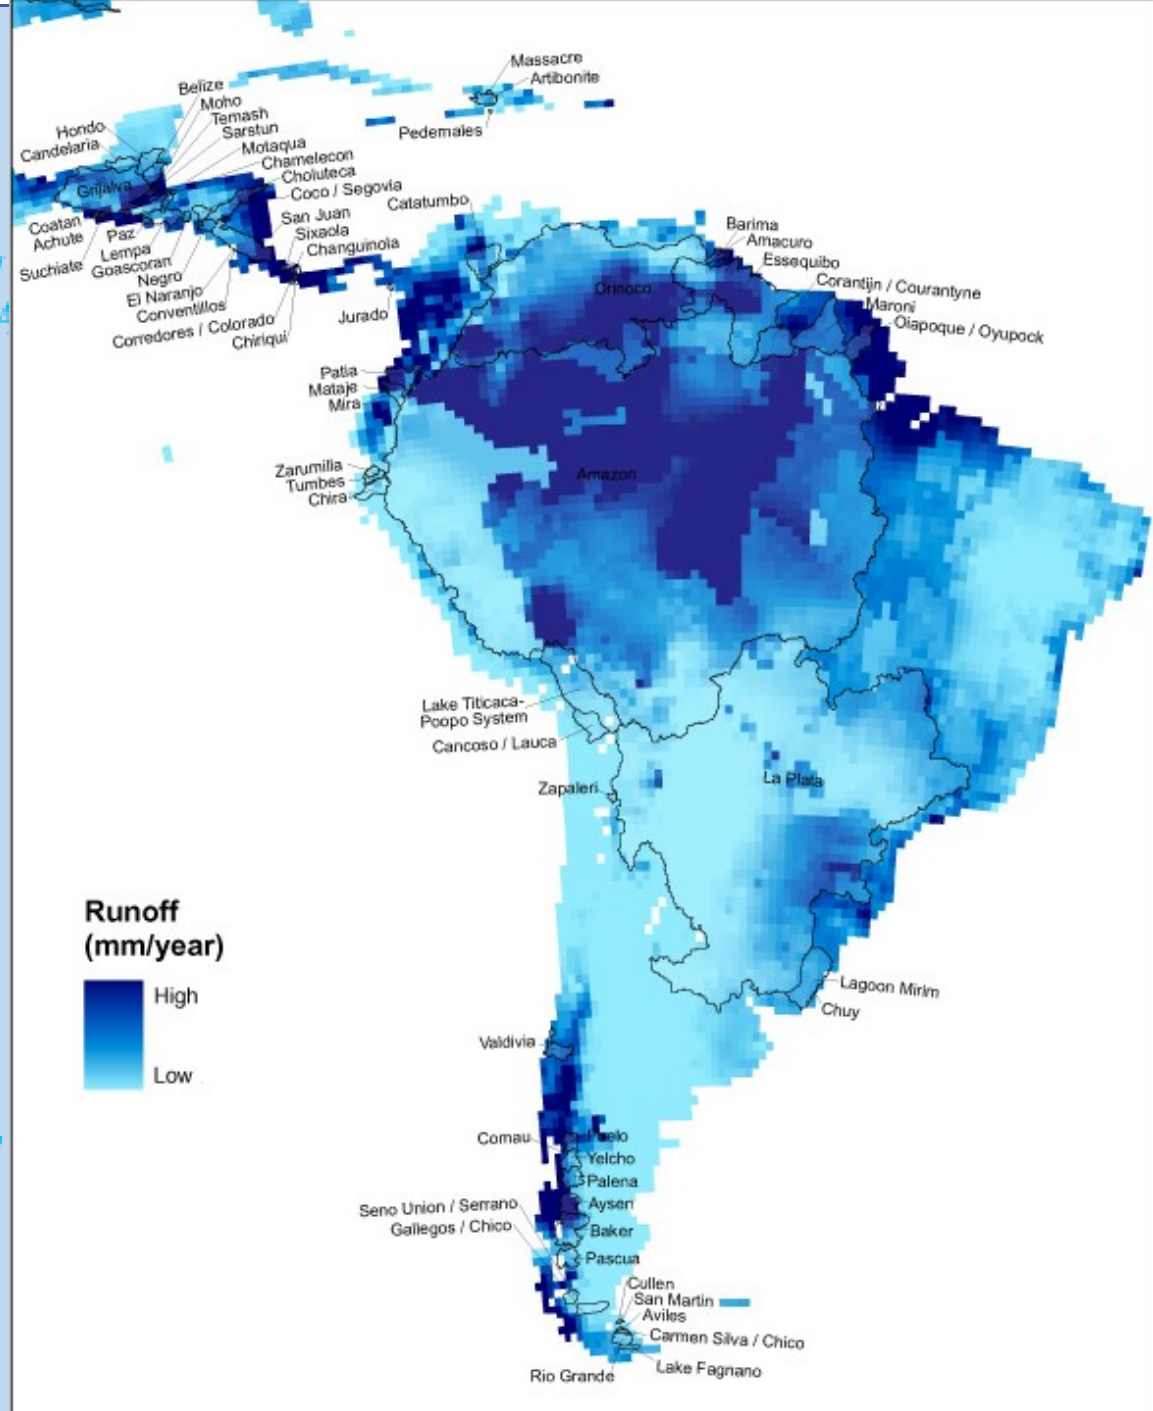 Massacre
Artibonite
Pedernales
Belize
Moho
Temash
Sarstun
Motaqua
Chamelecon
Choluteca
Coco / Segovia
Hondo
Candelaria
Grijalva
Catatumbo
San Juan
Sixaola
Changuinola
Coatan
Achute
Suchiate
Paz
Lempa
Goascoran
Negro
El Naranjo
Conventillos
Corredores / Colorado
Chiriqui
Jurado
Barima
Amacuro
Essequibo
Corantijn / Courantyne
Maroni
Oiapoque / Oyupock
Orinoco
Patia
Mataje
Mira
Zarumilla
Tumbes
Chira
Amazon
Lake Titicaca-
Poopo System
Cancoso / Lauca
Zapaleri
La Plata
Runoff
(mm/year)
High
Low
Lagoon Mirim
Chuy
Valdivia
Comau
Puelo
Yelcho
Palena
Aysen
Seno Union / Serrano
Gallegos / Chico
Baker
Pascua
Cullen
San Martin
Aviles
Carmen Silva / Chico
Lake Fagnano
Rio Grande